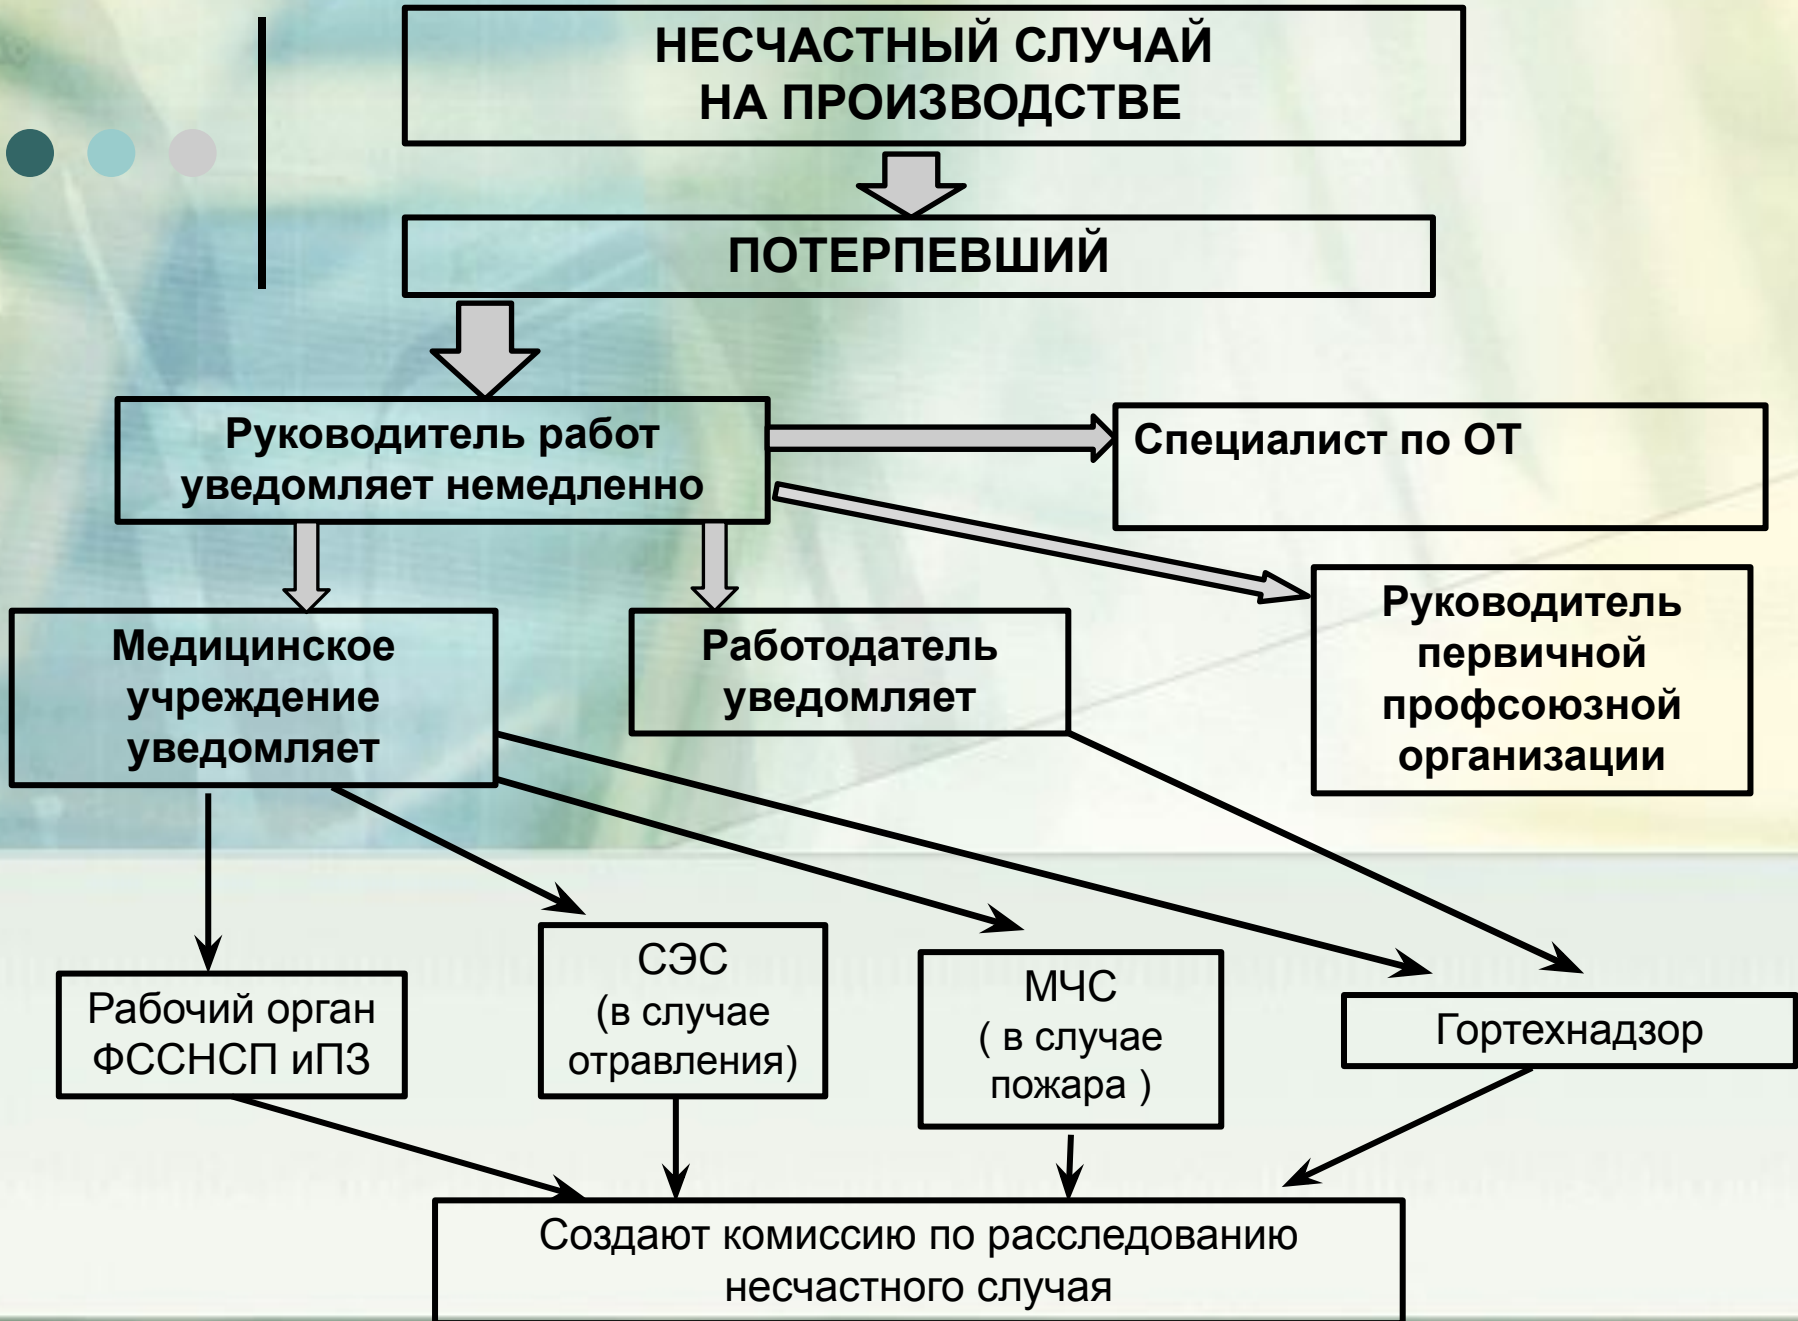 НЕСЧАСТНЫЙ СЛУЧАЙ
НА ПРОИЗВОДСТВЕ
ПОТЕРПЕВШИЙ
Руководитель работ
уведомляет немедленно
Специалист по ОТ
Медицинское
учреждение
уведомляет
Работодатель
уведомляет
Руководитель
первичной
профсоюзной
организации
Рабочий орган
ФССНСП иПЗ
СЭС
(в случае
отравления)
МЧС
( в случае
пожара )
Гортехнадзор
Создают комиссию по расследованию
несчастного случая